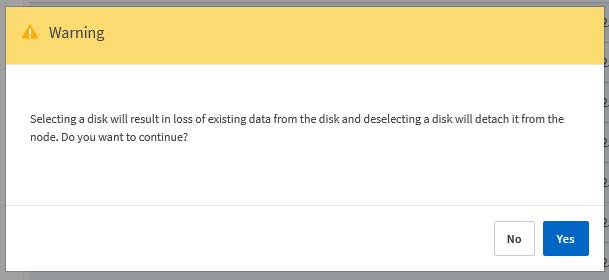 Warning
Selecting a disk will result in loss of existing data from the disk and deselecting a disk will detach it from the
node. Do you want to continue?
No
Yes